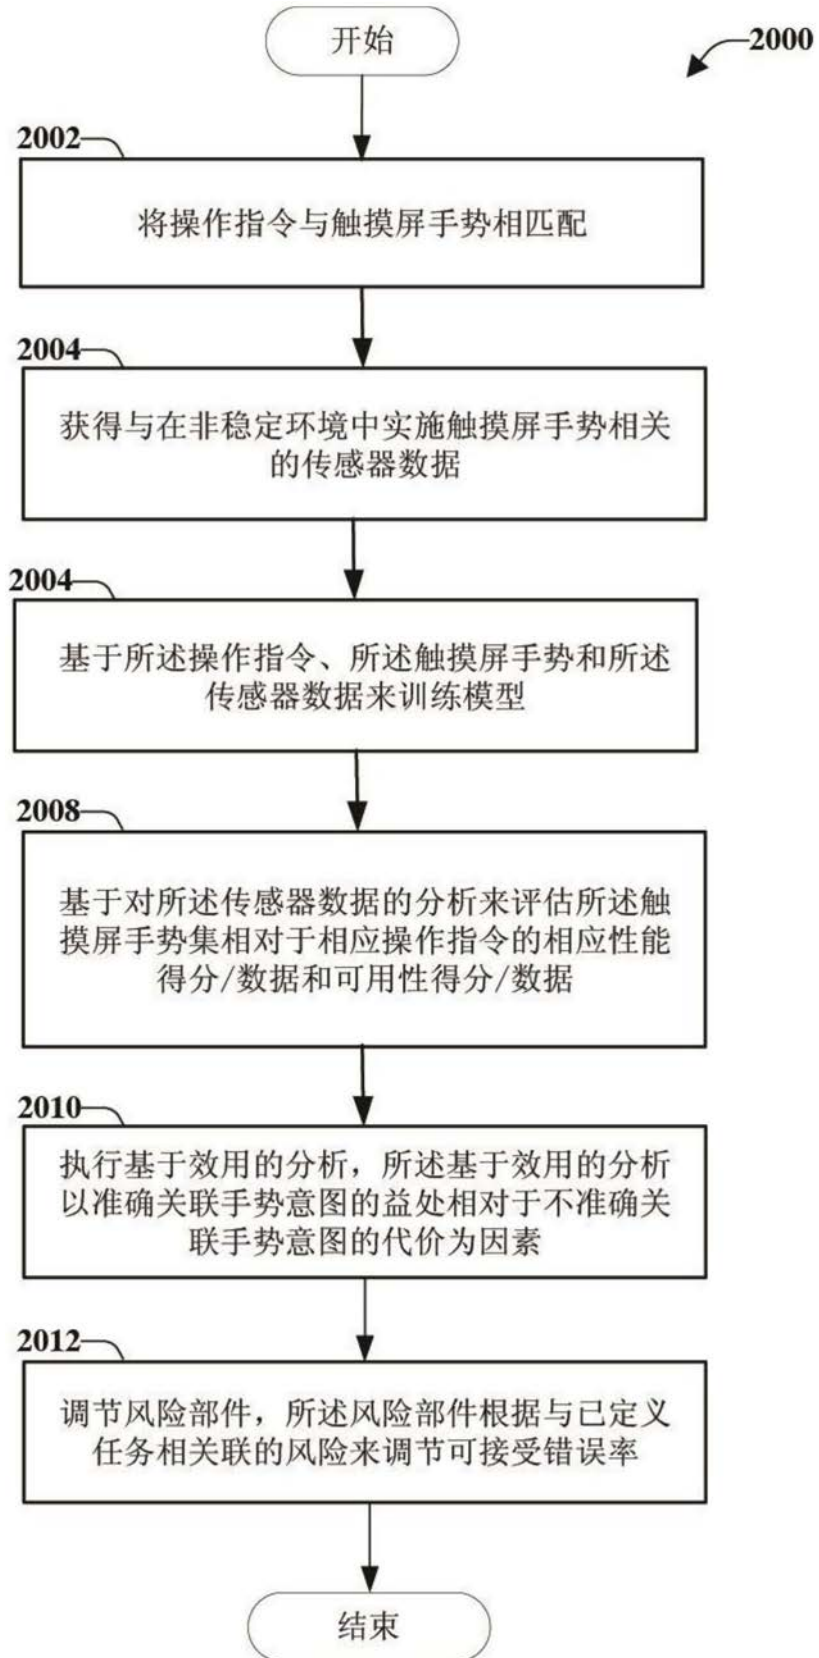 开始
2000
2002
将操作指令与触摸屏手势相匹配
2004
获得与在非稳定环境中实施触摸屏手势相关
的传感器数据
2004
基于所述操作指令、所述触摸屏手势和所述
传感器数据来训练模型
2008
基于对所述传感器数据的分析来评估所述触
摸屏手势集相对于相应操作指令的相应性能
得分/数据和可用性得分/数据
2010
执行基于效用的分析，所述基于效用的分析
以准确关联手势意图的益处相对于不准确关
联手势意图的代价为因素
2012
调节风险部件，所述风险部件根据与已定义
任务相关联的风险来调节可接受错误率
结束